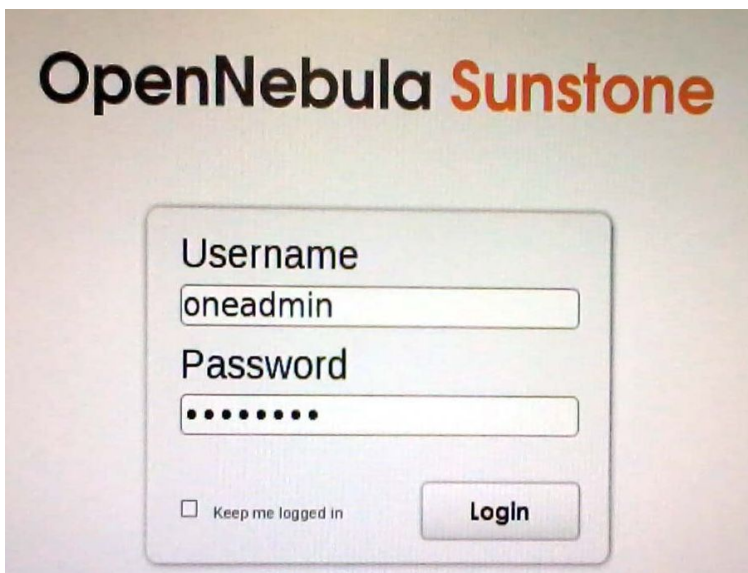 OpenNebula Sunstone
Username
oneadmin
Password
••••••••
Keep me logged in
Login